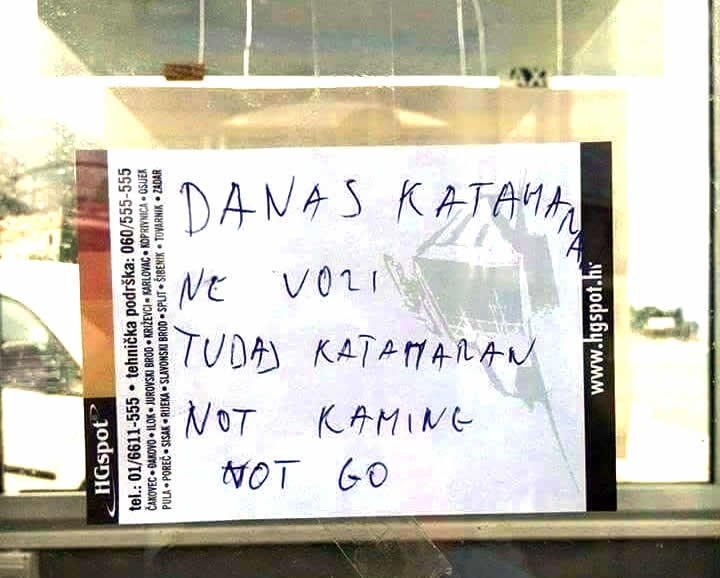 DANAS KATAMARAN
NE VOZI
TUDAJ KATAMARAN
NOT KAMING
NOT GO
HGspot
tel.: 01/6611-555 • tehnička podrška: 060/555-555
ČAKOVEC • ĐAKOVO • ILOK • JUROVSKI BROD • KRIŽEVCI • KARLOVAC • KOPRIVNICA • OSIJEK
PULA • POREČ • SISAK • RIJEKA • SLAVONSKI BROD • SPLIT • ŠIBENIK • TOVARNIK • ZADAR
www.hgspot.hr